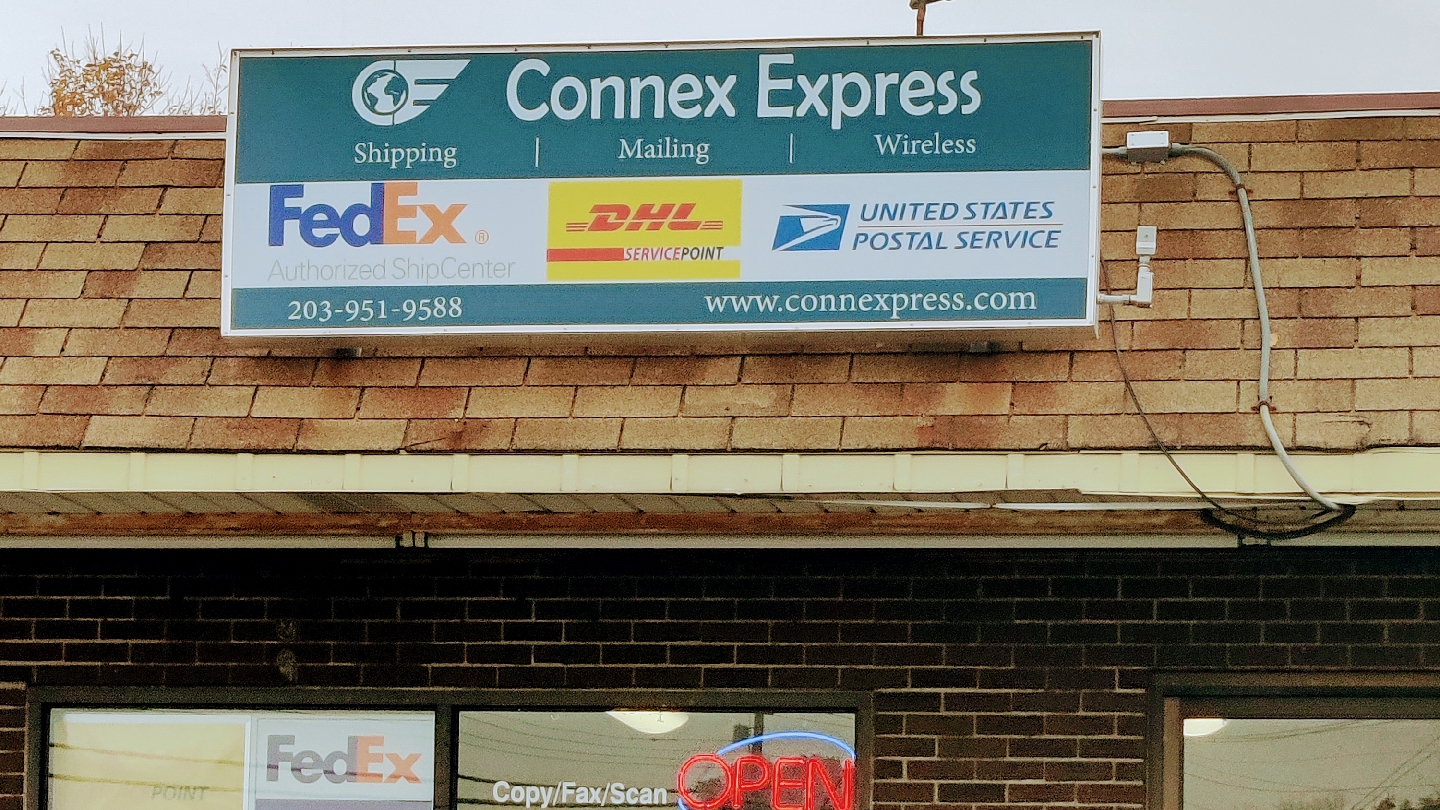 Connex Express
Shipping | Mailing | Wireless
FedEx®
Authorized ShipCenter
DHL
SERVICEPOINT
UNITED STATES
POSTAL SERVICE
203-951-9588
www.connexpress.com
POINT
FedEx
Copy/Fax/Scan
OPEN